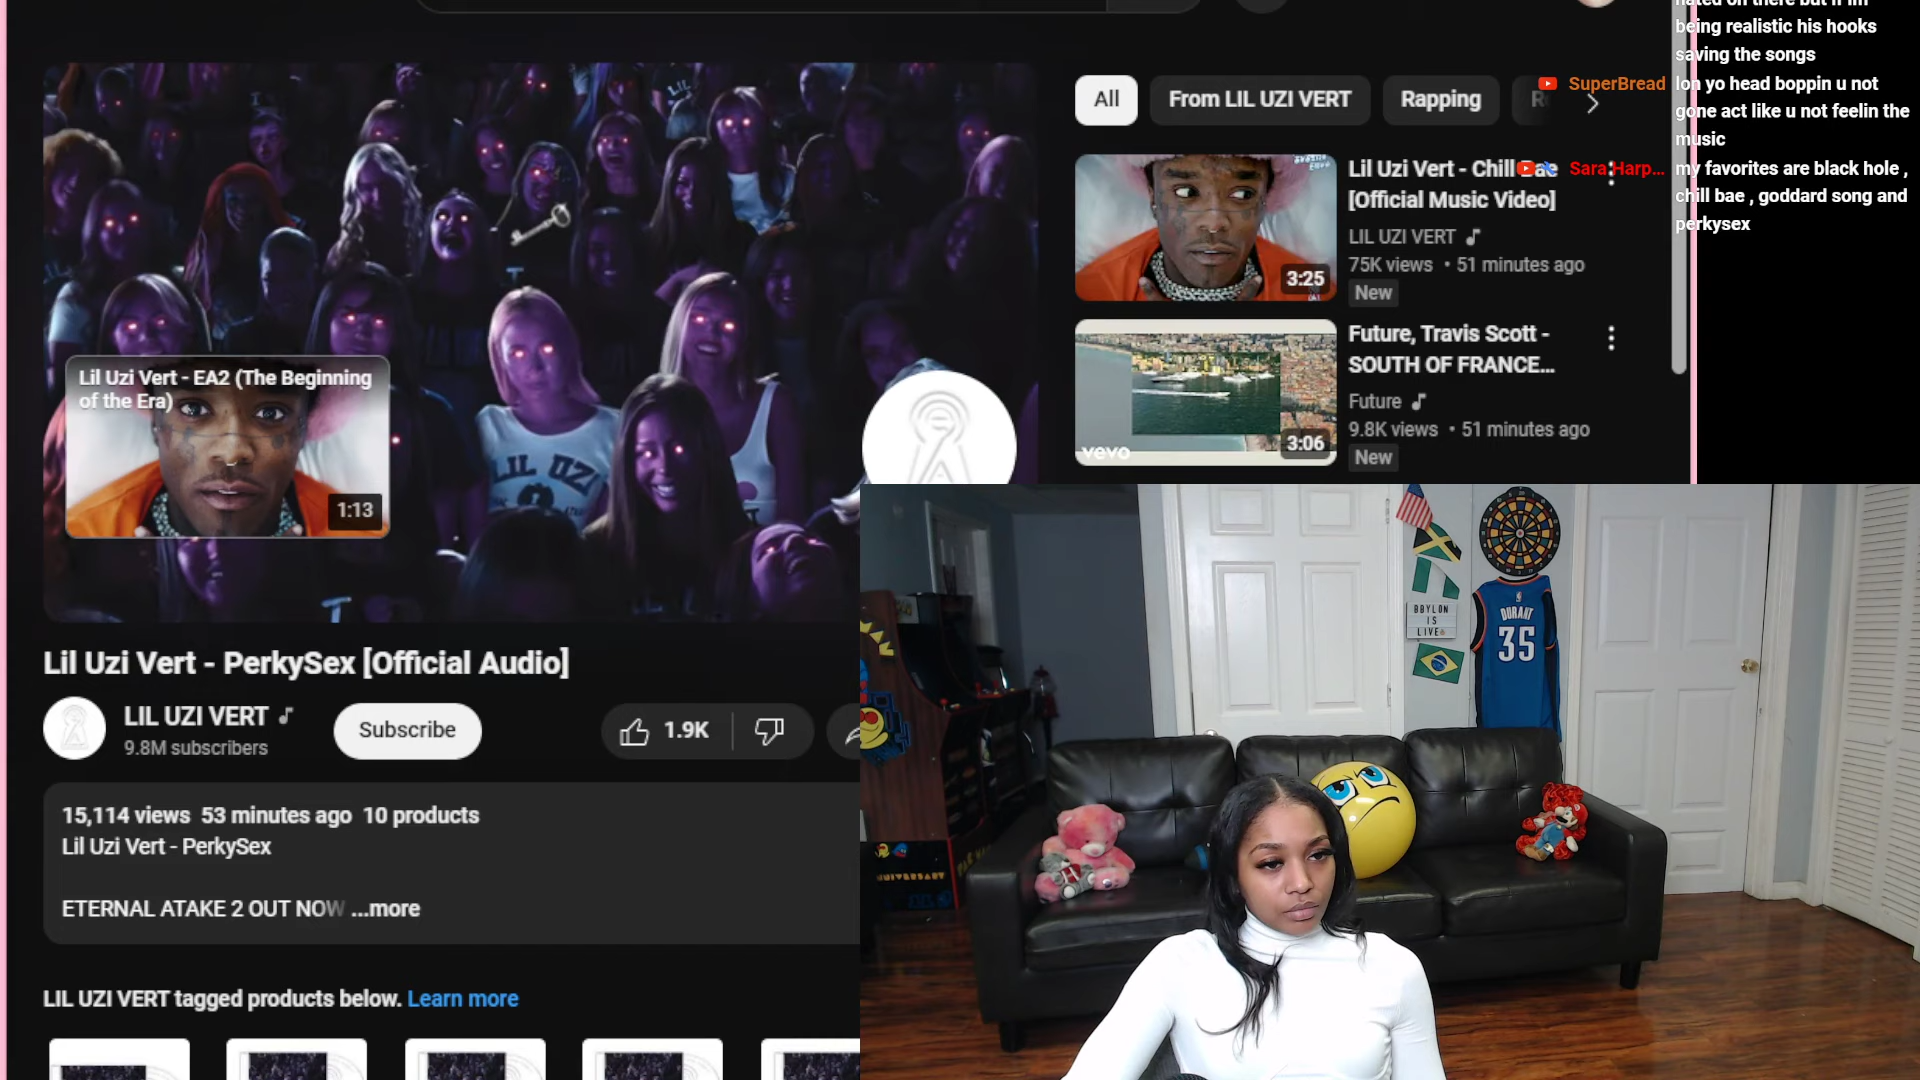 Lil Uzi Vert - EA2 (The Beginning
of the Era)
1:13
LIL UZI
Lil Uzi Vert - PerkySex [Official Audio]
LIL UZI VERT
9.8M subscribers
Subscribe
1.9K
15,114 views 53 minutes ago 10 products
Lil Uzi Vert - PerkySex
ETERNAL ATAKE 2 OUT NOW ...more
LIL UZI VERT tagged products below. Learn more
All
From LIL UZI VERT
Rapping
Lil Uzi Vert - Chill Bae
[Official Music Video]
LIL UZI VERT
75K views • 51 minutes ago
New
3:25
Future, Travis Scott -
SOUTH OF FRANCE...
Future
9.8K views • 51 minutes ago
New
3:06
vevo
being realistic his hooks
saving the songs
SuperBread lon yo head boppin u not
gone act like u not feelin the
music
Sara Harp... my favorites are black hole ,
chill bae , goddard song and
perkysex
BBYLON
IS
LIVE
DURANT
35